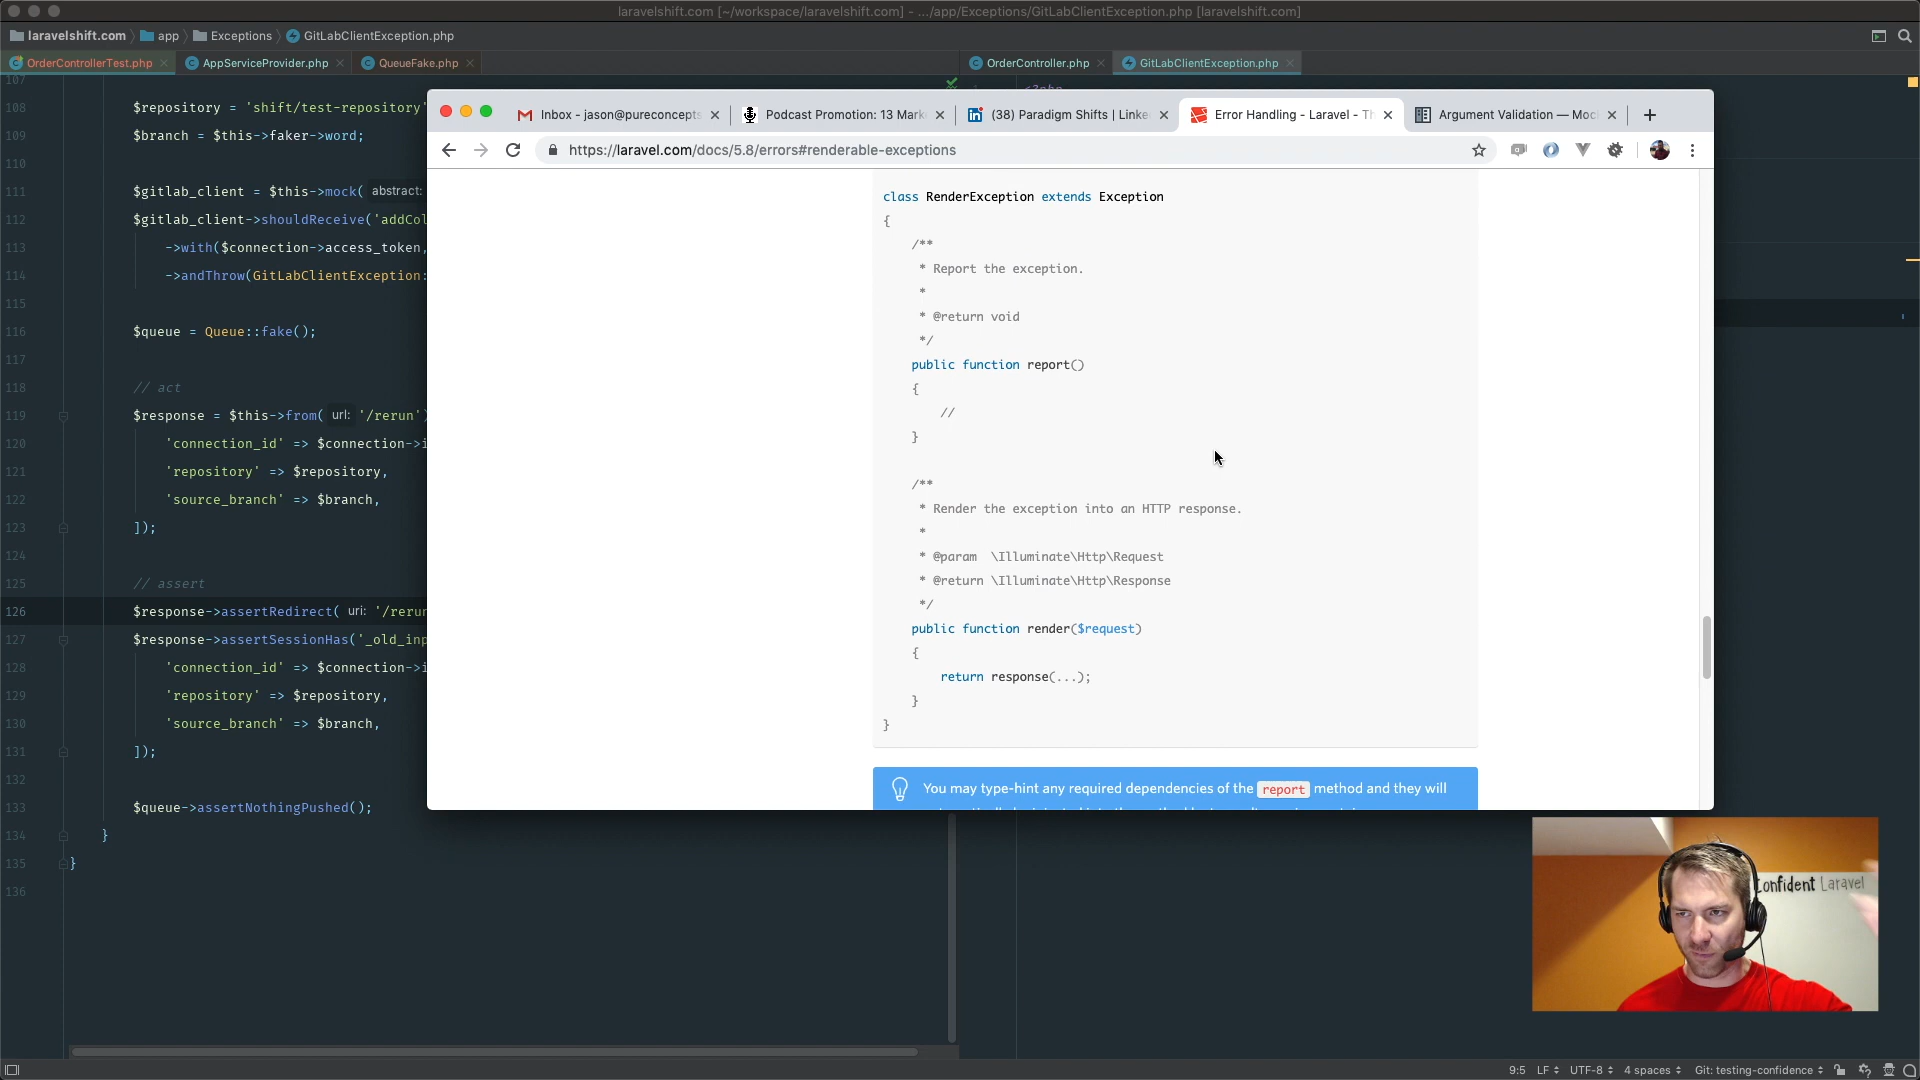 laravelshift.com [~/workspace/laravelshift.com] - .../app/Exceptions/GitLabClientException.php [laravelshift.com]
laravelshift.com app Exceptions GitLabClientException.php
OrderControllerTest.php AppServiceProvider.php QueueFake.php OrderController.php GitLabClientException.php
107
108 $repository = 'shift/test-repository'
109 $branch = $this->faker->word;
110
111 $gitlab_client = $this->mock( abstract:
112 $gitlab_client->shouldReceive('addCol
113 ->with($connection->access_token,
114 ->andThrow(GitLabClientException:
115
116 $queue = Queue::fake();
117
118 // act
119 $response = $this->from( url: '/rerun')
120 'connection_id' => $connection->i
121 'repository' => $repository,
122 'source_branch' => $branch,
123 ]);
124
125 // assert
126 $response->assertRedirect( uri: '/rerun
127 $response->assertSessionHas('_old_inp
128 'connection_id' => $connection->i
129 'repository' => $repository,
130 'source_branch' => $branch,
131 ]);
132
133 $queue->assertNothingPushed();
134 }
135 }
136
<?php
Inbox - jason@pureconcepts Podcast Promotion: 13 Mark (38) Paradigm Shifts | Linke Error Handling - Laravel - Th Argument Validation — Moc
https://laravel.com/docs/5.8/errors#renderable-exceptions
class RenderException extends Exception
{
/**
* Report the exception.
*
* @return void
*/
public function report()
{
//
}
/**
* Render the exception into an HTTP response.
*
* @param \Illuminate\Http\Request
* @return \Illuminate\Http\Response
*/
public function render($request)
{
return response(...);
}
}
You may type-hint any required dependencies of the report method and they will
Confident Laravel
9:5 LF UTF-8 4 spaces Git: testing-confidence